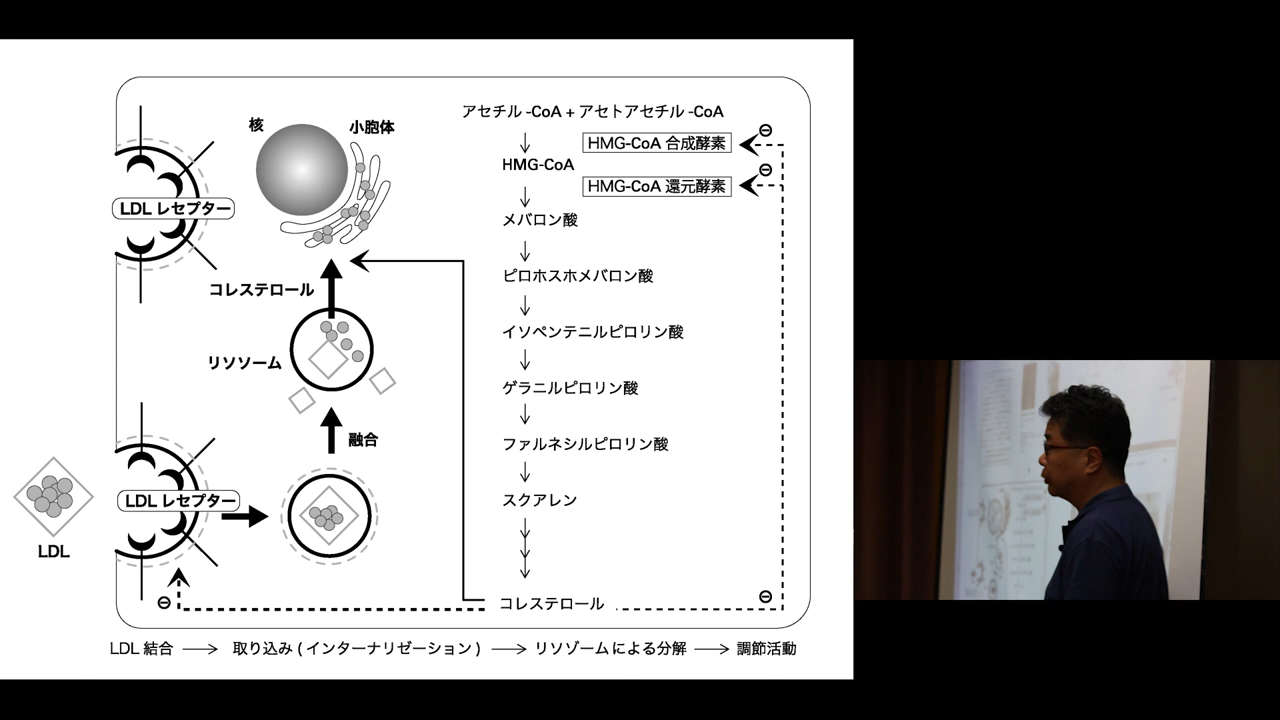 アセチル -CoA + アセトアセチル -CoA
HMG-CoA 合成酵素
HMG-CoA
HMG-CoA 還元酵素
メバロン酸
ピロホスホメバロン酸
イソペンテニルピロリン酸
ゲラニルピロリン酸
ファルネシルピロリン酸
スクアレン
コレステロール
核
小胞体
LDL レセプター
コレステロール
リソソーム
融合
LDL レセプター
LDL
⊖
⊖
⊖
⊖
LDL 結合 → 取り込み ( インターナリゼーション ) → リソゾームによる分解 → 調節活動